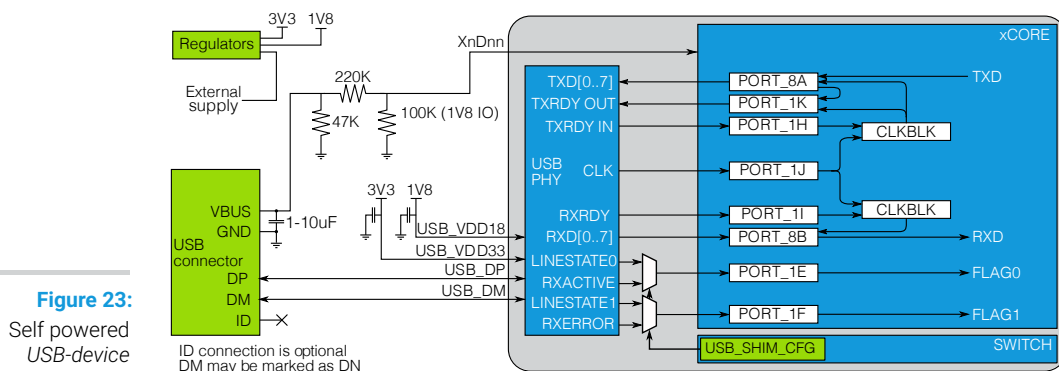 3V3 1V8
Regulators
External
supply
220K
47K
100K (1V8 IO)
XnDnn
xCORE
TXD[0..7]
PORT_8A
TXD
TXRDY OUT
PORT_1K
TXRDY IN
PORT_1H
CLKBLK
USB
PHY
CLK
PORT_1J
RXRDY
PORT_1I
CLKBLK
RXD[0..7]
PORT_8B
RXD
LINESTATE0
RXACTIVE
PORT_1E
FLAG0
LINESTATE1
RXERROR
PORT_1F
FLAG1
USB_SHIM_CFG
SWITCH
3V3 1V8
USB_VDD18
USB_VDD33
USB_DP
USB_DM
VBUS
1-10uF
GND
USB
connector
DP
DM
ID
ID connection is optional
DM may be marked as DN
Figure 23:
Self powered
USB-device